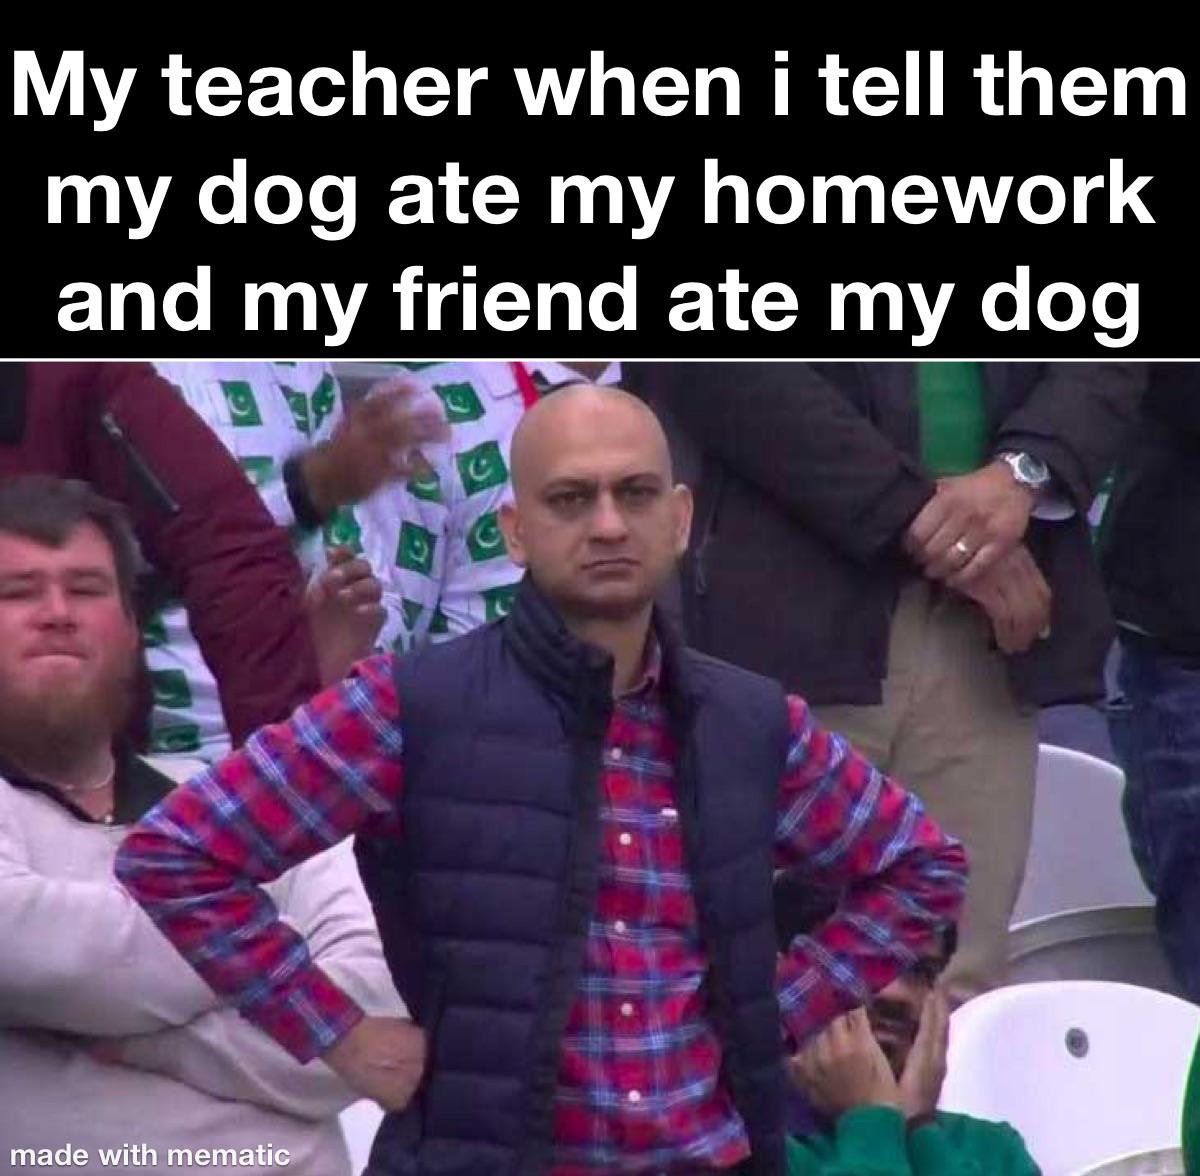 My teacher when i tell them
my dog ate my homework
and my friend ate my dog
made with mematic